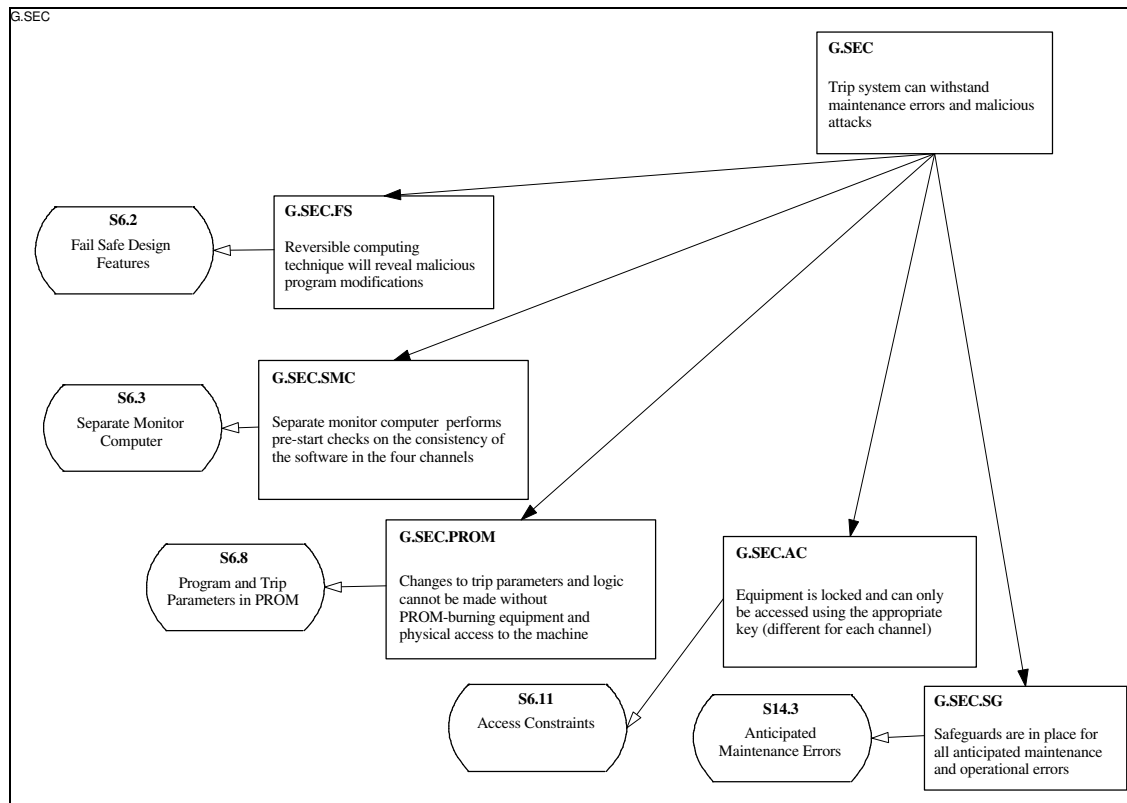 G.SEC
G.SEC
Trip system can withstand
maintenance errors and malicious
attacks
S6.2
Fail Safe Design
Features
G.SEC.FS
Reversible computing
technique will reveal malicious
program modifications
S6.3
Separate Monitor
Computer
G.SEC.SMC
Separate monitor computer performs
pre-start checks on the consistency of
the software in the four channels
S6.8
Program and Trip
Parameters in PROM
G.SEC.PROM
Changes to trip parameters and logic
cannot be made without
PROM-burning equipment and
physical access to the machine
G.SEC.AC
Equipment is locked and can only
be accessed using the appropriate
key (different for each channel)
S6.11
Access Constraints
S14.3
Anticipated
Maintenance Errors
G.SEC.SG
Safeguards are in place for
all anticipated maintenance
and operational errors